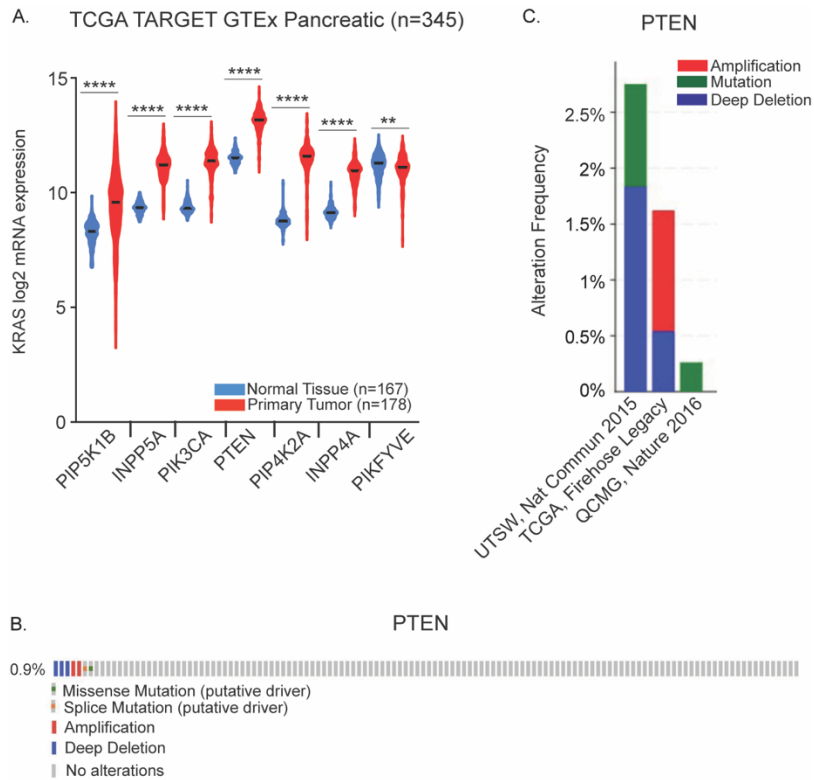 A.
TCGA TARGET GTEx Pancreatic (n=345)
KRAS log2 mRNA expression
15
10
5
0
****
****
****
****
****
****
**
Normal Tissue (n=167)
Primary Tumor (n=178)
PIP5K1B
INPP5A
PIK3CA
PTEN
PIP4K2A
INPP4A
PIKFYVE
C.
PTEN
Amplification
Mutation
Deep Deletion
Alteration Frequency
2.5%
2%
1.5%
1%
0.5%
0%
UTSW, Nat Commun 2015
TCGA, Firehose Legacy
QCMG, Nature 2016
B.
PTEN
0.9%
Missense Mutation (putative driver)
Splice Mutation (putative driver)
Amplification
Deep Deletion
No alterations